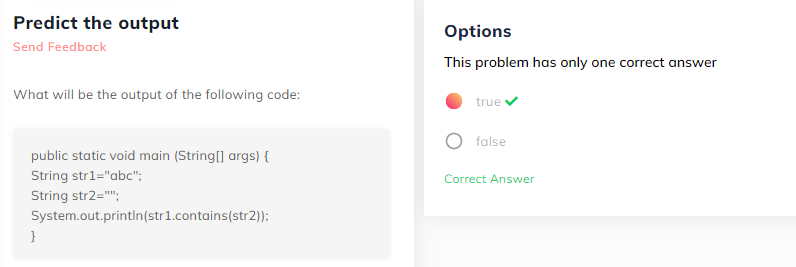 Predict the output
Send Feedback
What will be the output of the following code:
public static void main (String[] args) {
String str1="abc";
String str2="";
System.out.println(str1.contains(str2));
}
Options
This problem has only one correct answer
true
false
Correct Answer